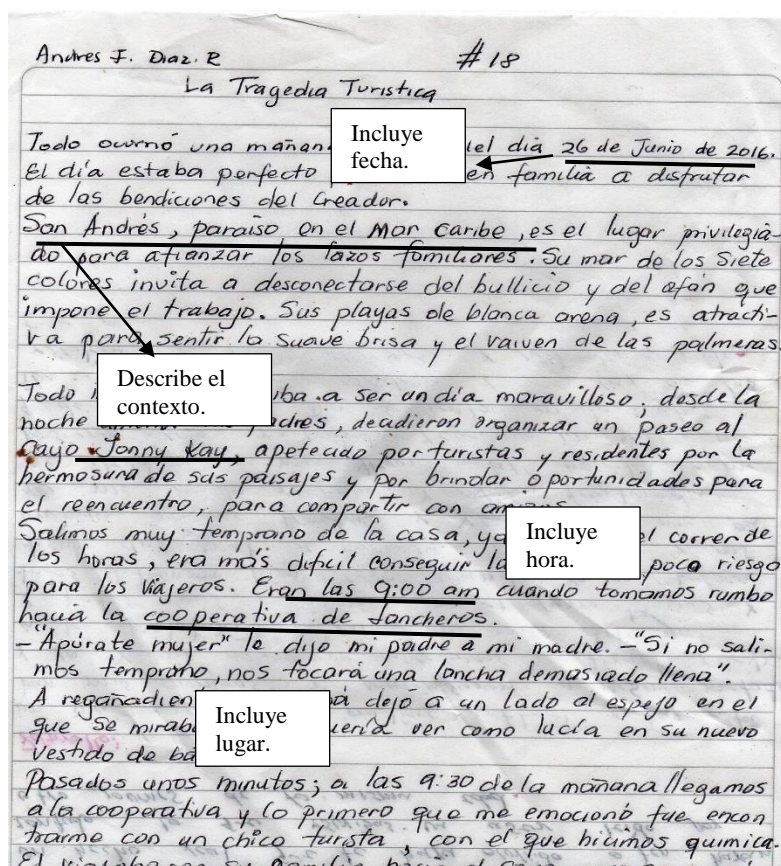 Andres F. Diaz. R #18
La Tragedia Turistica
Todo ocurrió una mañan del dia 26 de Junio de 2016.
El día estaba perfecto en familia a disfrutar
de las bendiciones del Creador.
San Andrés, paraiso en el Mar Caribe, es el lugar privilegia-
do para afianzar los lazos familiares. Su mar de los Siete
colores invita a desconectarse del bullicio y del afán que
impone el trabajo. Sus playas de blanca arena, es atracti-
va para sentir la suave brisa y el vaiven de las palmeras.
Todo iba a ser un día maravilloso, desde la
noche padres, decidieron organizar un paseo al
Cayo Jonny Kay, apetecido por turistas y residentes por la
hermosura de sus paisajes y por brindar oportunidades para
el reencuentro, para compartir con
Salimos muy temprano de la casa, el correr de
los horas, era más dificil conseguir poco riesgo
para los viajeros. Eran las 9:00 am cuando tomamos rumbo
hacia la cooperativa de Lancheros.
-"Apúrate mujer" le dijo mi padre a mi madre. -"Si no sali-
mos temprano, nos tocará una lancha demasiado llena".
A regañadien dejó a un lado al espejo en el
que se miraba ver como lucía en su nuevo
vestido de ba
Pasados unos minutos; a las 9:30 de la mañana llegamos
a la cooperativa y lo primero que me emocionó fue encon
trarme con un chico turista, con el que hicimos quimica
Incluye
fecha.
Describe el
contexto.
Incluye
hora.
Incluye
lugar.